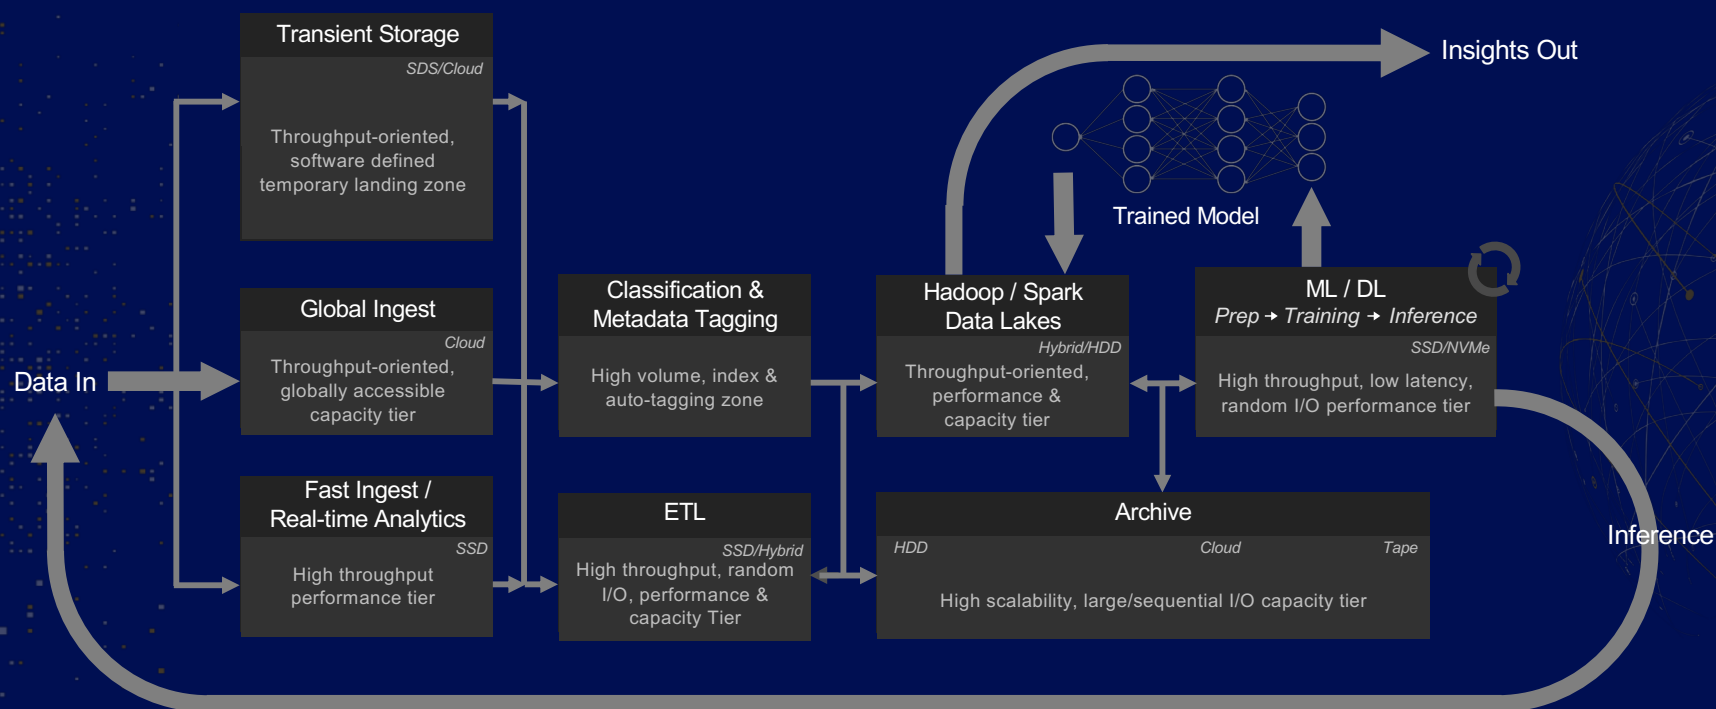 Transient Storage
SDS/Cloud
Throughput-oriented,
software defined
temporary landing zone
Insights Out
Trained Model
Data In
Global Ingest
Cloud
Throughput-oriented,
globally accessible
capacity tier
Classification &
Metadata Tagging
High volume, index &
auto-tagging zone
Hadoop / Spark
Data Lakes
Hybrid/HDD
Throughput-oriented,
performance &
capacity tier
ML / DL
Prep → Training → Inference
SSD/NVMe
High throughput, low latency,
random I/O performance tier
Fast Ingest /
Real-time Analytics
SSD
High throughput
performance tier
ETL
SSD/Hybrid
High throughput, random
I/O, performance &
capacity Tier
Archive
HDD Cloud Tape
High scalability, large/sequential I/O capacity tier
Inference